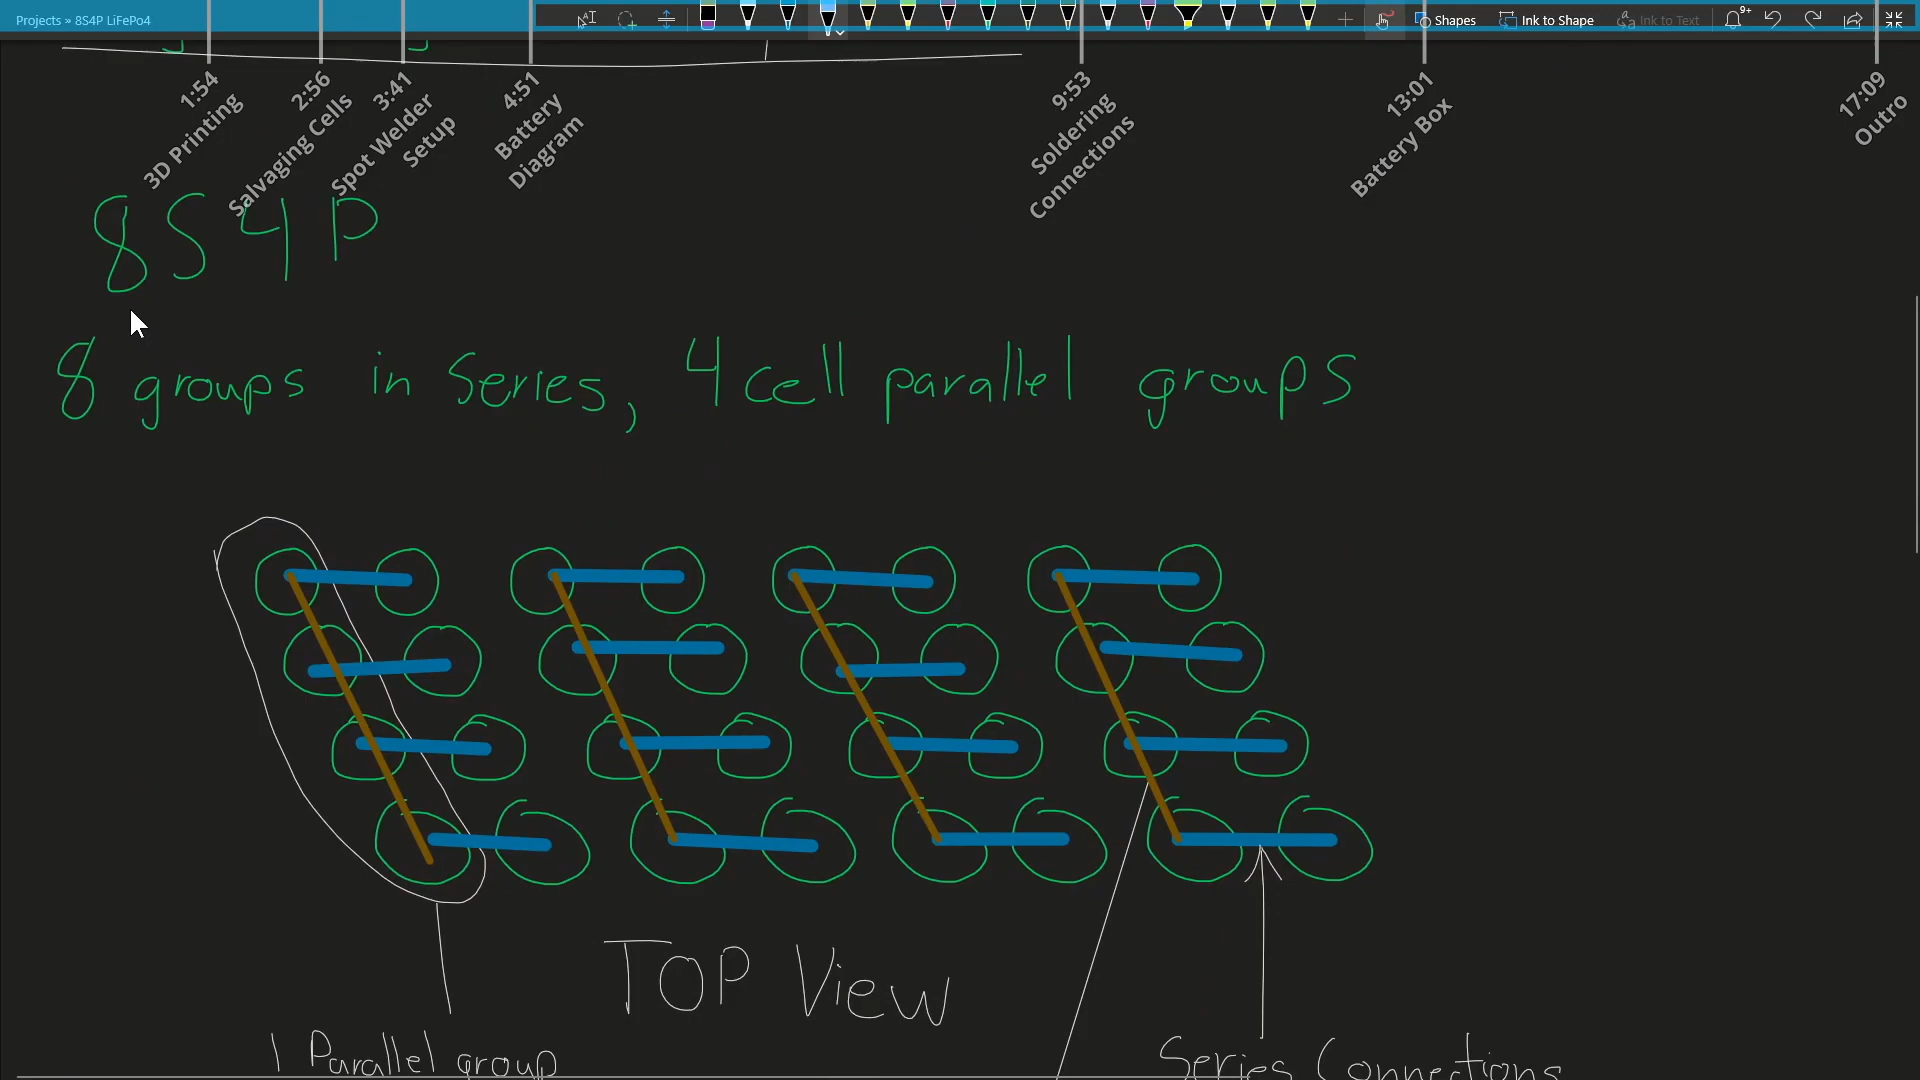 Projects » 8S4P LiFePo4
Shapes
Ink to Shape
Ink to Text
9+
1:54
3D Printing
2:56
Salvaging Cells
3:41
Spot Welder
Setup
4:51
Battery
Diagram
9:53
Soldering
Connections
13:01
Battery Box
17:09
Outro
8S4P
8 groups in Series, 4 cell parallel groups
TOP View
1 Parallel group
Series Connections